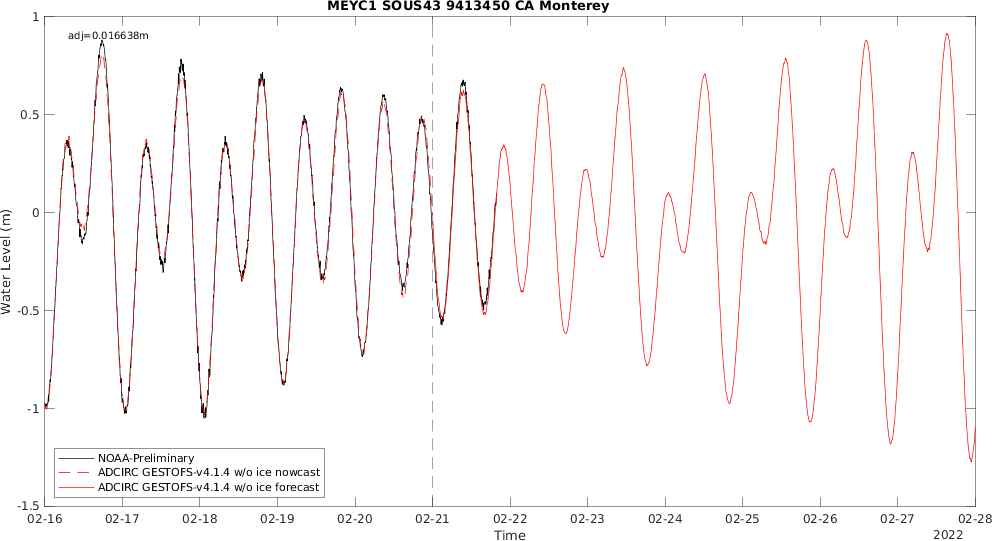 MEYC1 SOUS43 9413450 CA Monterey
adj=0.016638m
1
0.5
0
-0.5
-1
-1.5
Water Level (m)
NOAA-Preliminary
ADCIRC GESTOFS-v4.1.4 w/o ice nowcast
ADCIRC GESTOFS-v4.1.4 w/o ice forecast
02-16 02-17 02-18 02-19 02-20 02-21 02-22 02-23 02-24 02-25 02-26 02-27 02-28
Time
2022